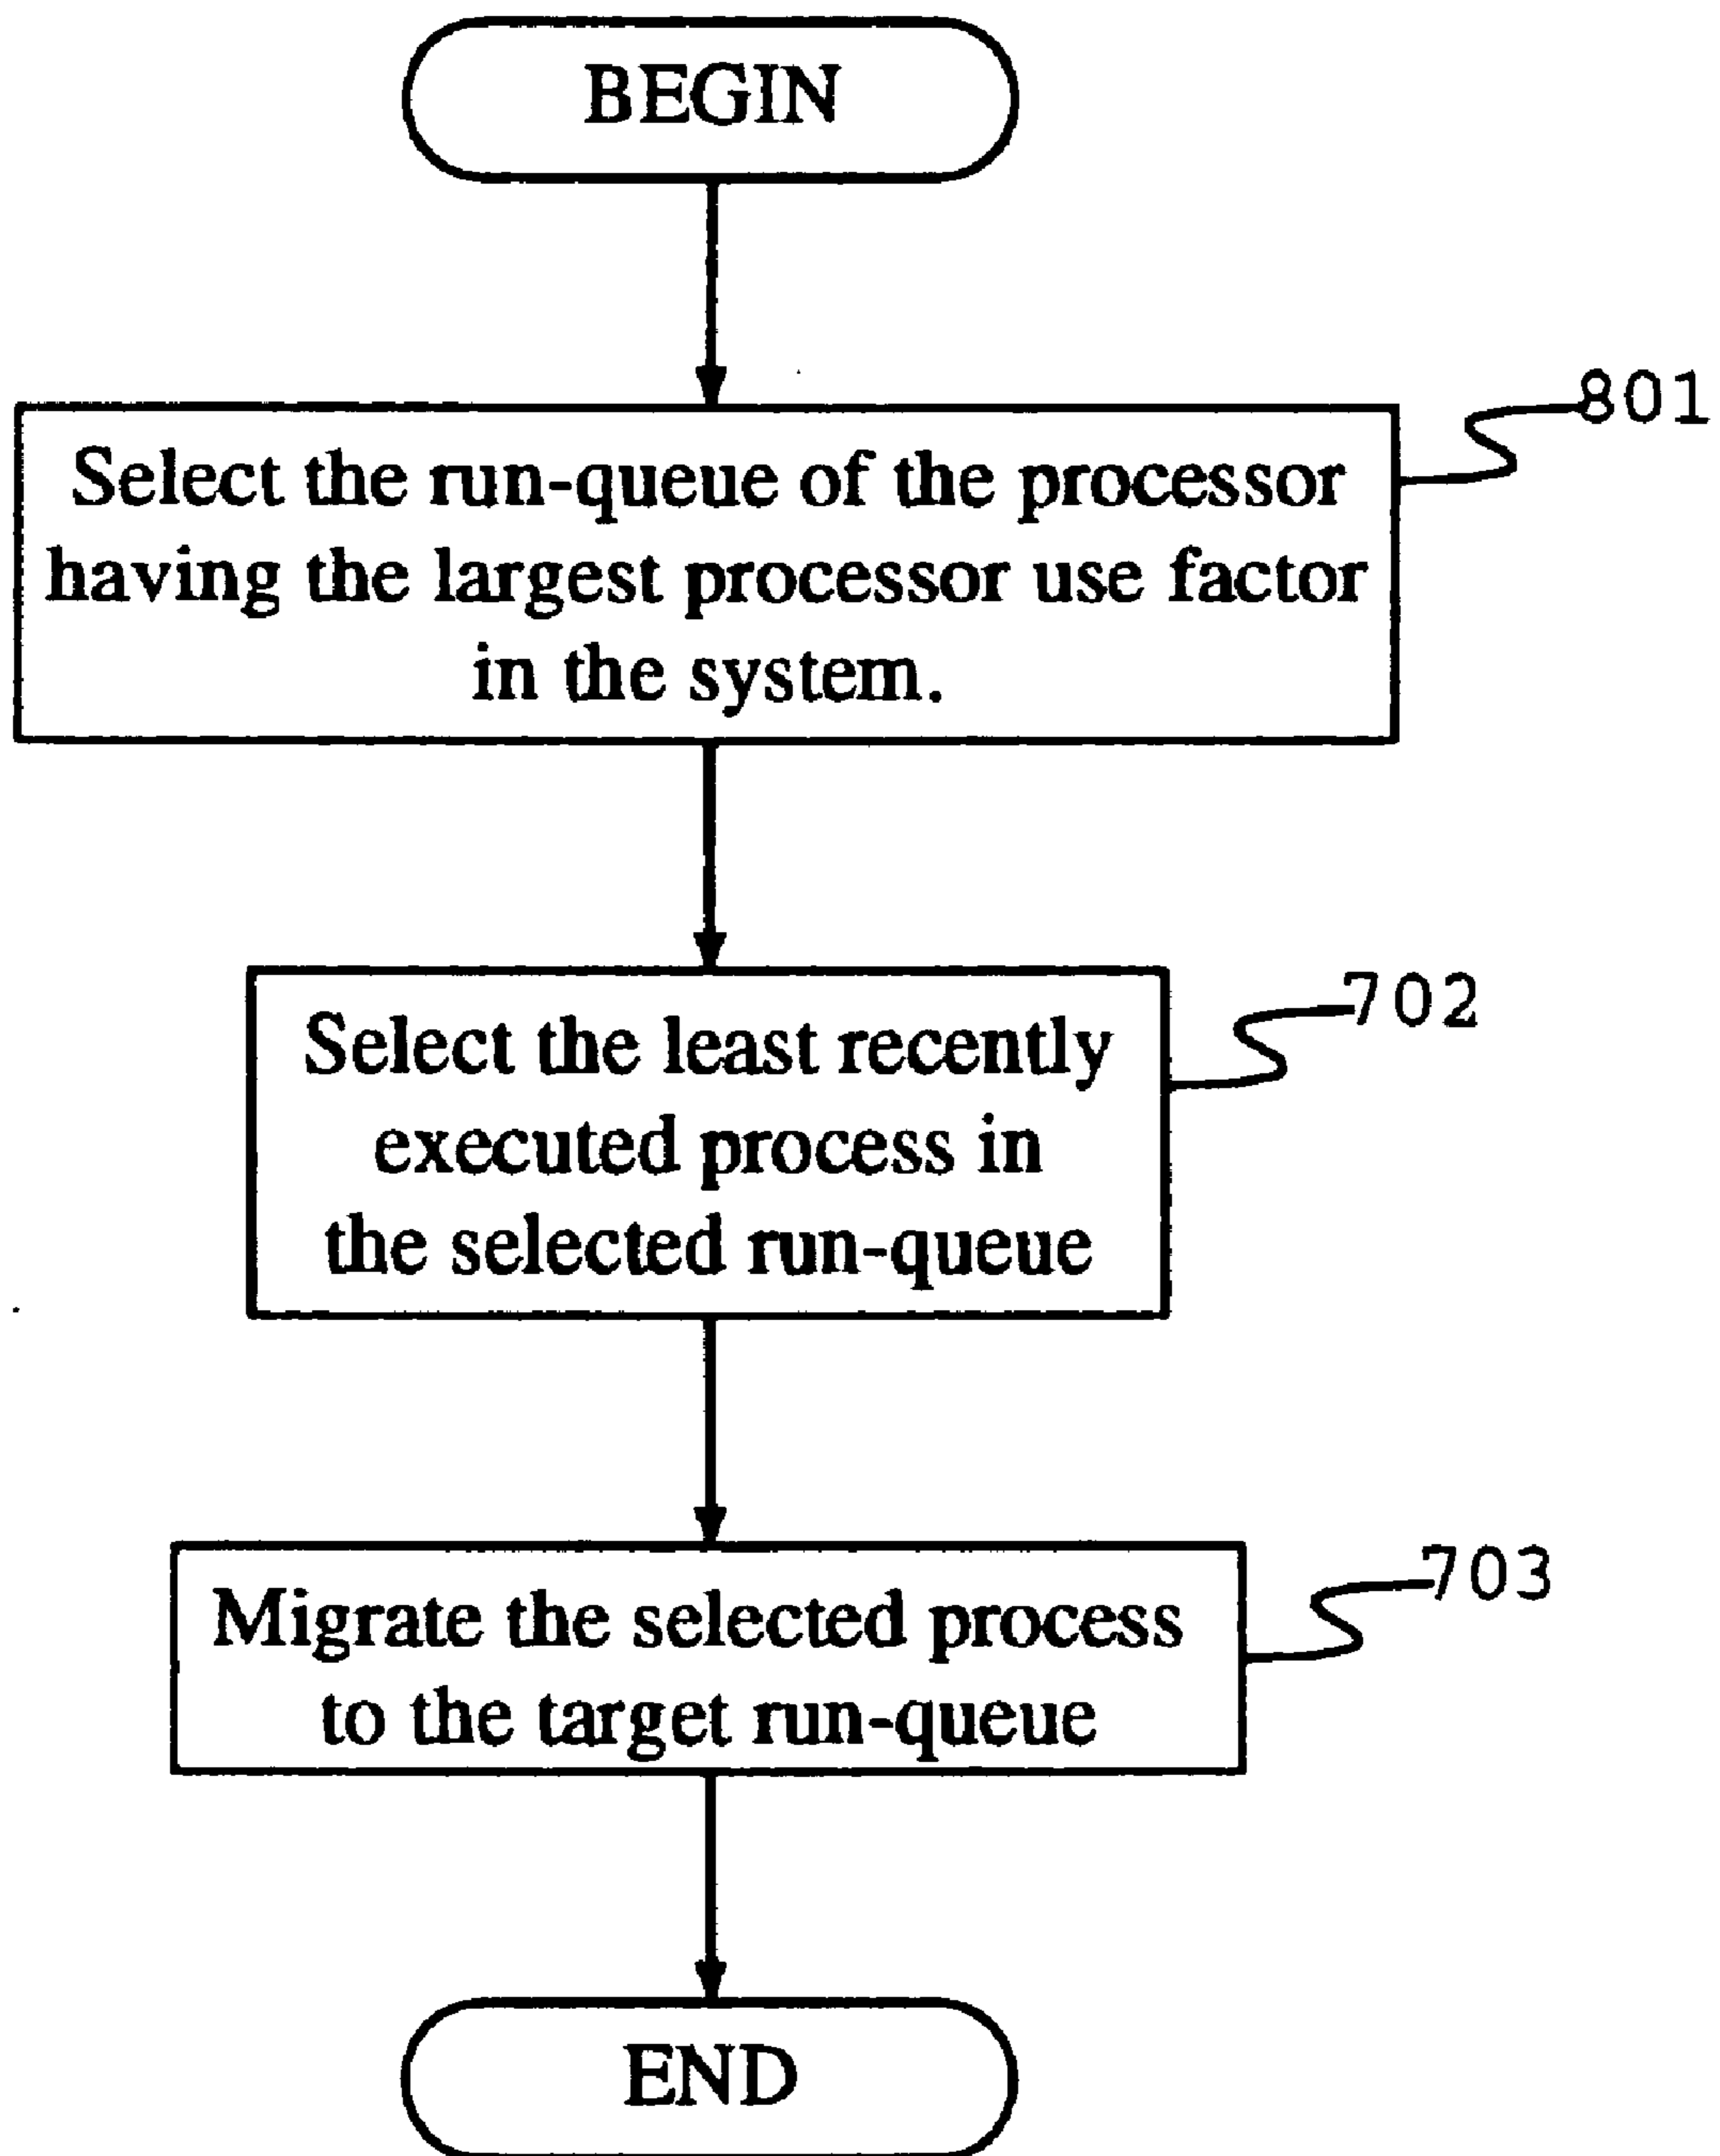 BEGIN
801
Select the run-queue of the processor
having the largest processor use factor
in the system.
702
Select the least recently
executed process in
the selected run-queue
703
Migrate the selected process
to the target run-queue
END